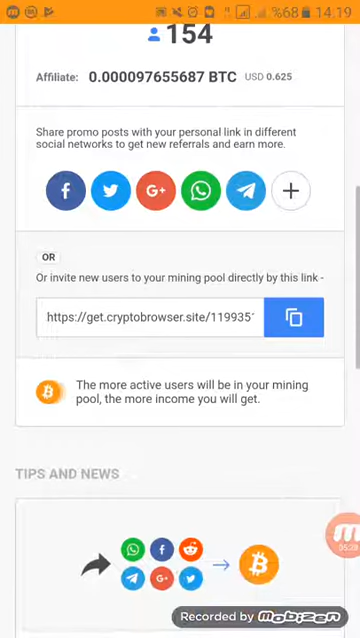 %68 14:19
154
Affiliate: 0.000097655687 BTC USD 0.625
Share promo posts with your personal link in different
social networks to get new referrals and earn more.
OR
Or invite new users to your mining pool directly by this link -
https://get.cryptobrowser.site/119935
The more active users will be in your mining
pool, the more income you will get.
TIPS AND NEWS
Recorded by Mobizen